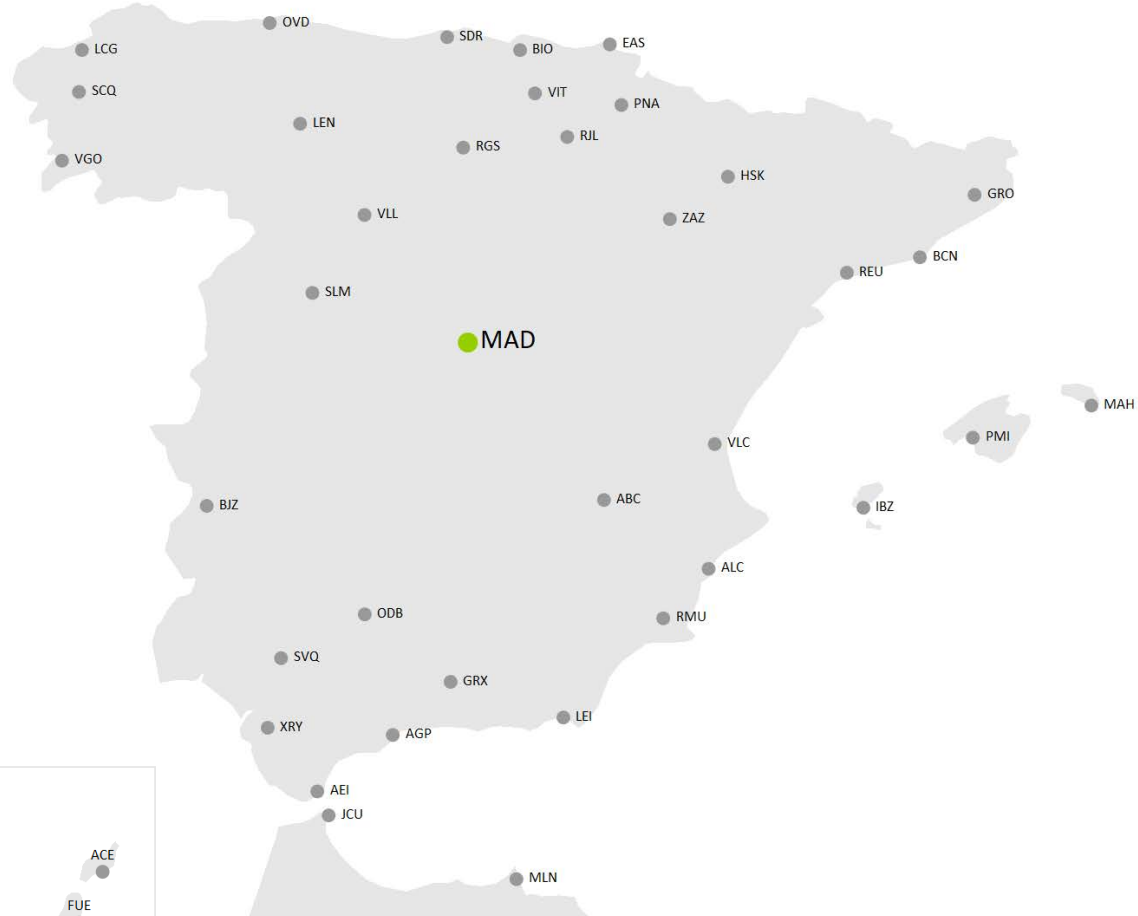 OVD
SDR
EAS
LCG
BIO
SCQ
VIT
PNA
LEN
RJL
RGS
VGO
HSK
GRO
VLL
ZAZ
BCN
REU
SLM
MAD
MAH
PMI
VLC
ABC
BJZ
IBZ
ALC
ODB
RMU
SVQ
GRX
LEI
XRY
AGP
AEI
JCU
ACE
MLN
FUE